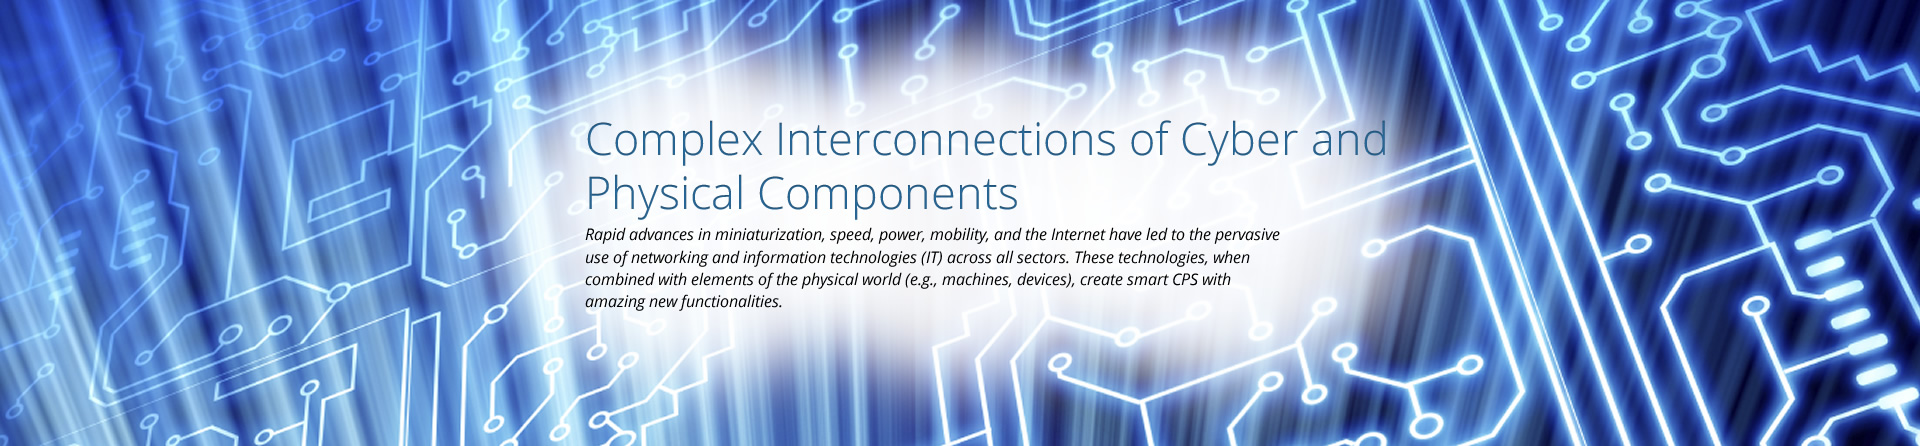 Complex Interconnections of Cyber and
Physical Components
Rapid advances in miniaturization, speed, power, mobility, and the Internet have led to the pervasive
use of networking and information technologies (IT) across all sectors. These technologies, when
combined with elements of the physical world (e.g., machines, devices), create smart CPS with
amazing new functionalities.